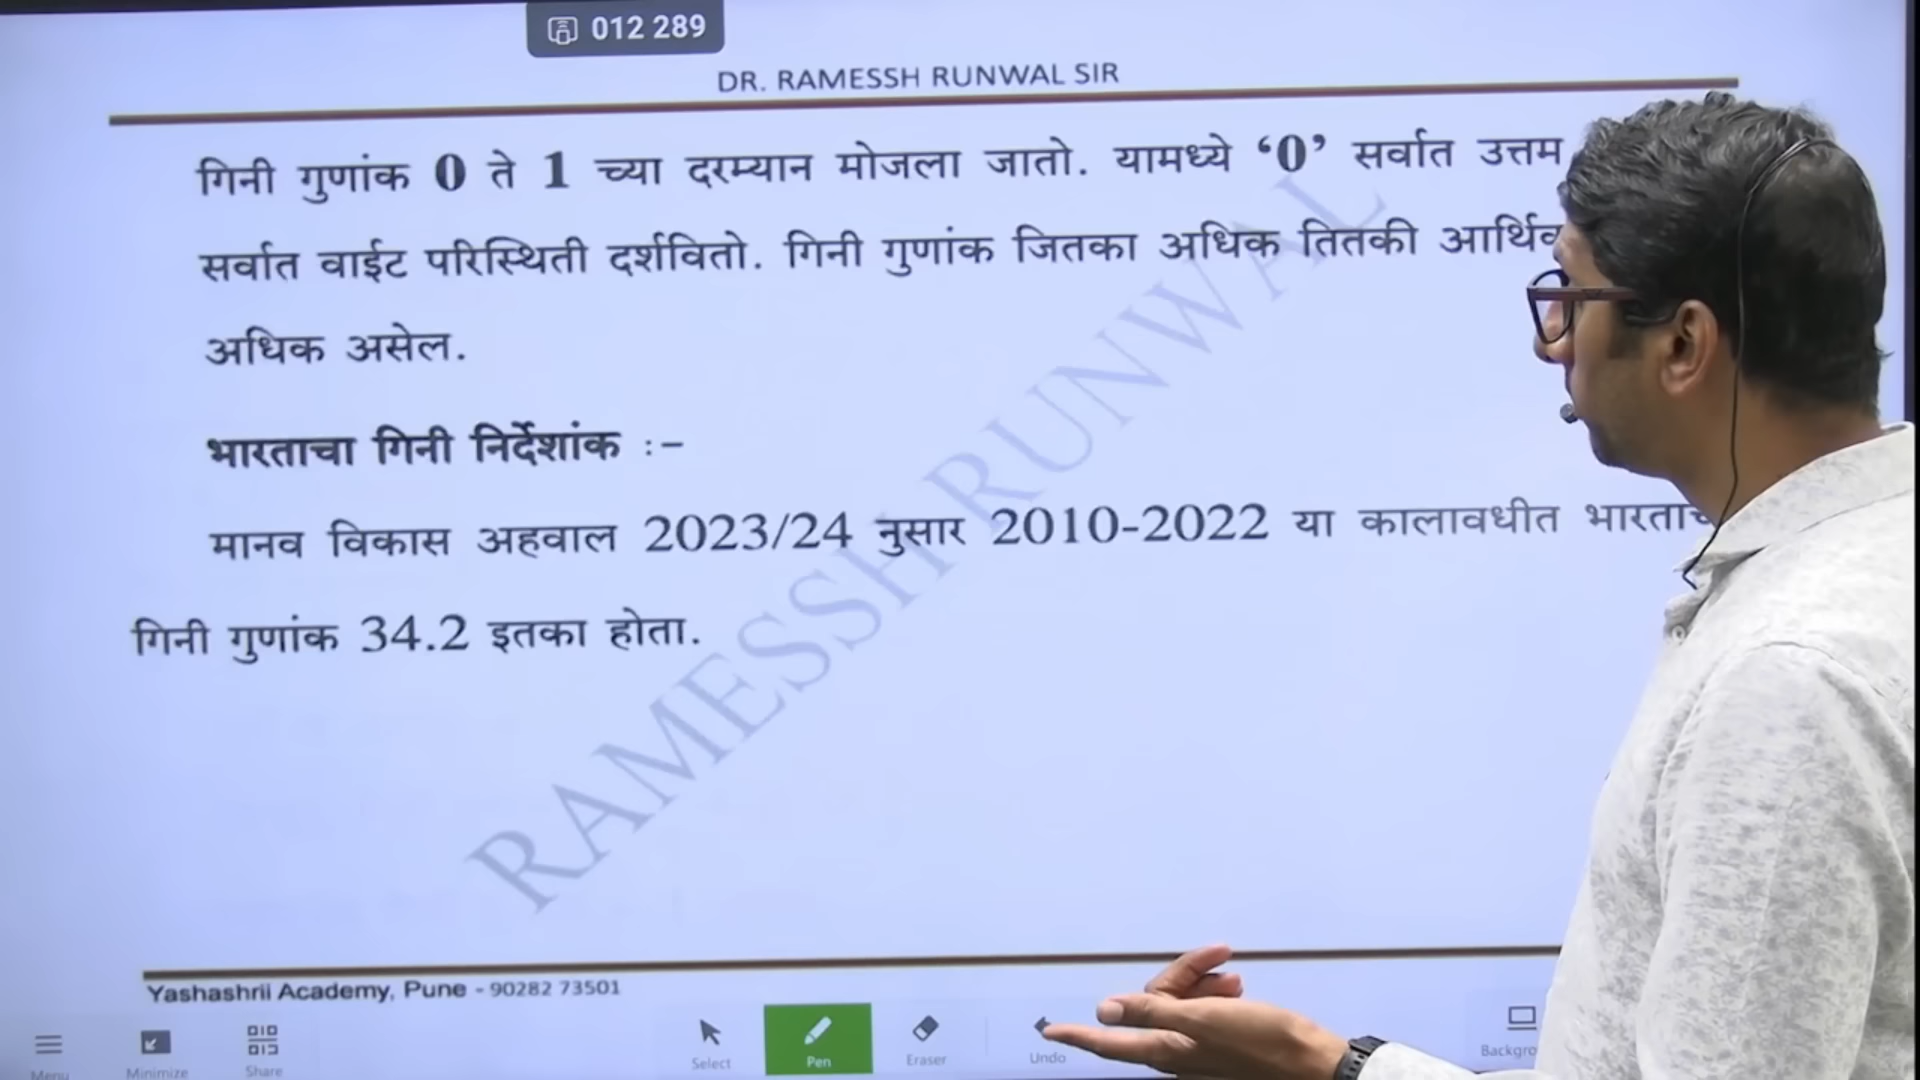 012 289
DR. RAMESSH RUNWAL SIR
गिनी गुणांक 0 ते 1 च्या दरम्यान मोजला जातो. यामध्ये ‘0’ सर्वात उत्तम
सर्वात वाईट परिस्थिती दर्शवितो. गिनी गुणांक जितका अधिक तितकी
अधिक असेल.
भारताचा गिनी निर्देशांक :–
मानव विकास अहवाल 2023/24 नुसार 2010-2022 या कालावधीत
गिनी गुणांक 34.2 इतका होता.
RAMESSH RUNWAL
Yashashrii Academy, Pune - 90282 73501
Menu Minimize Share Select Pen Eraser Undo